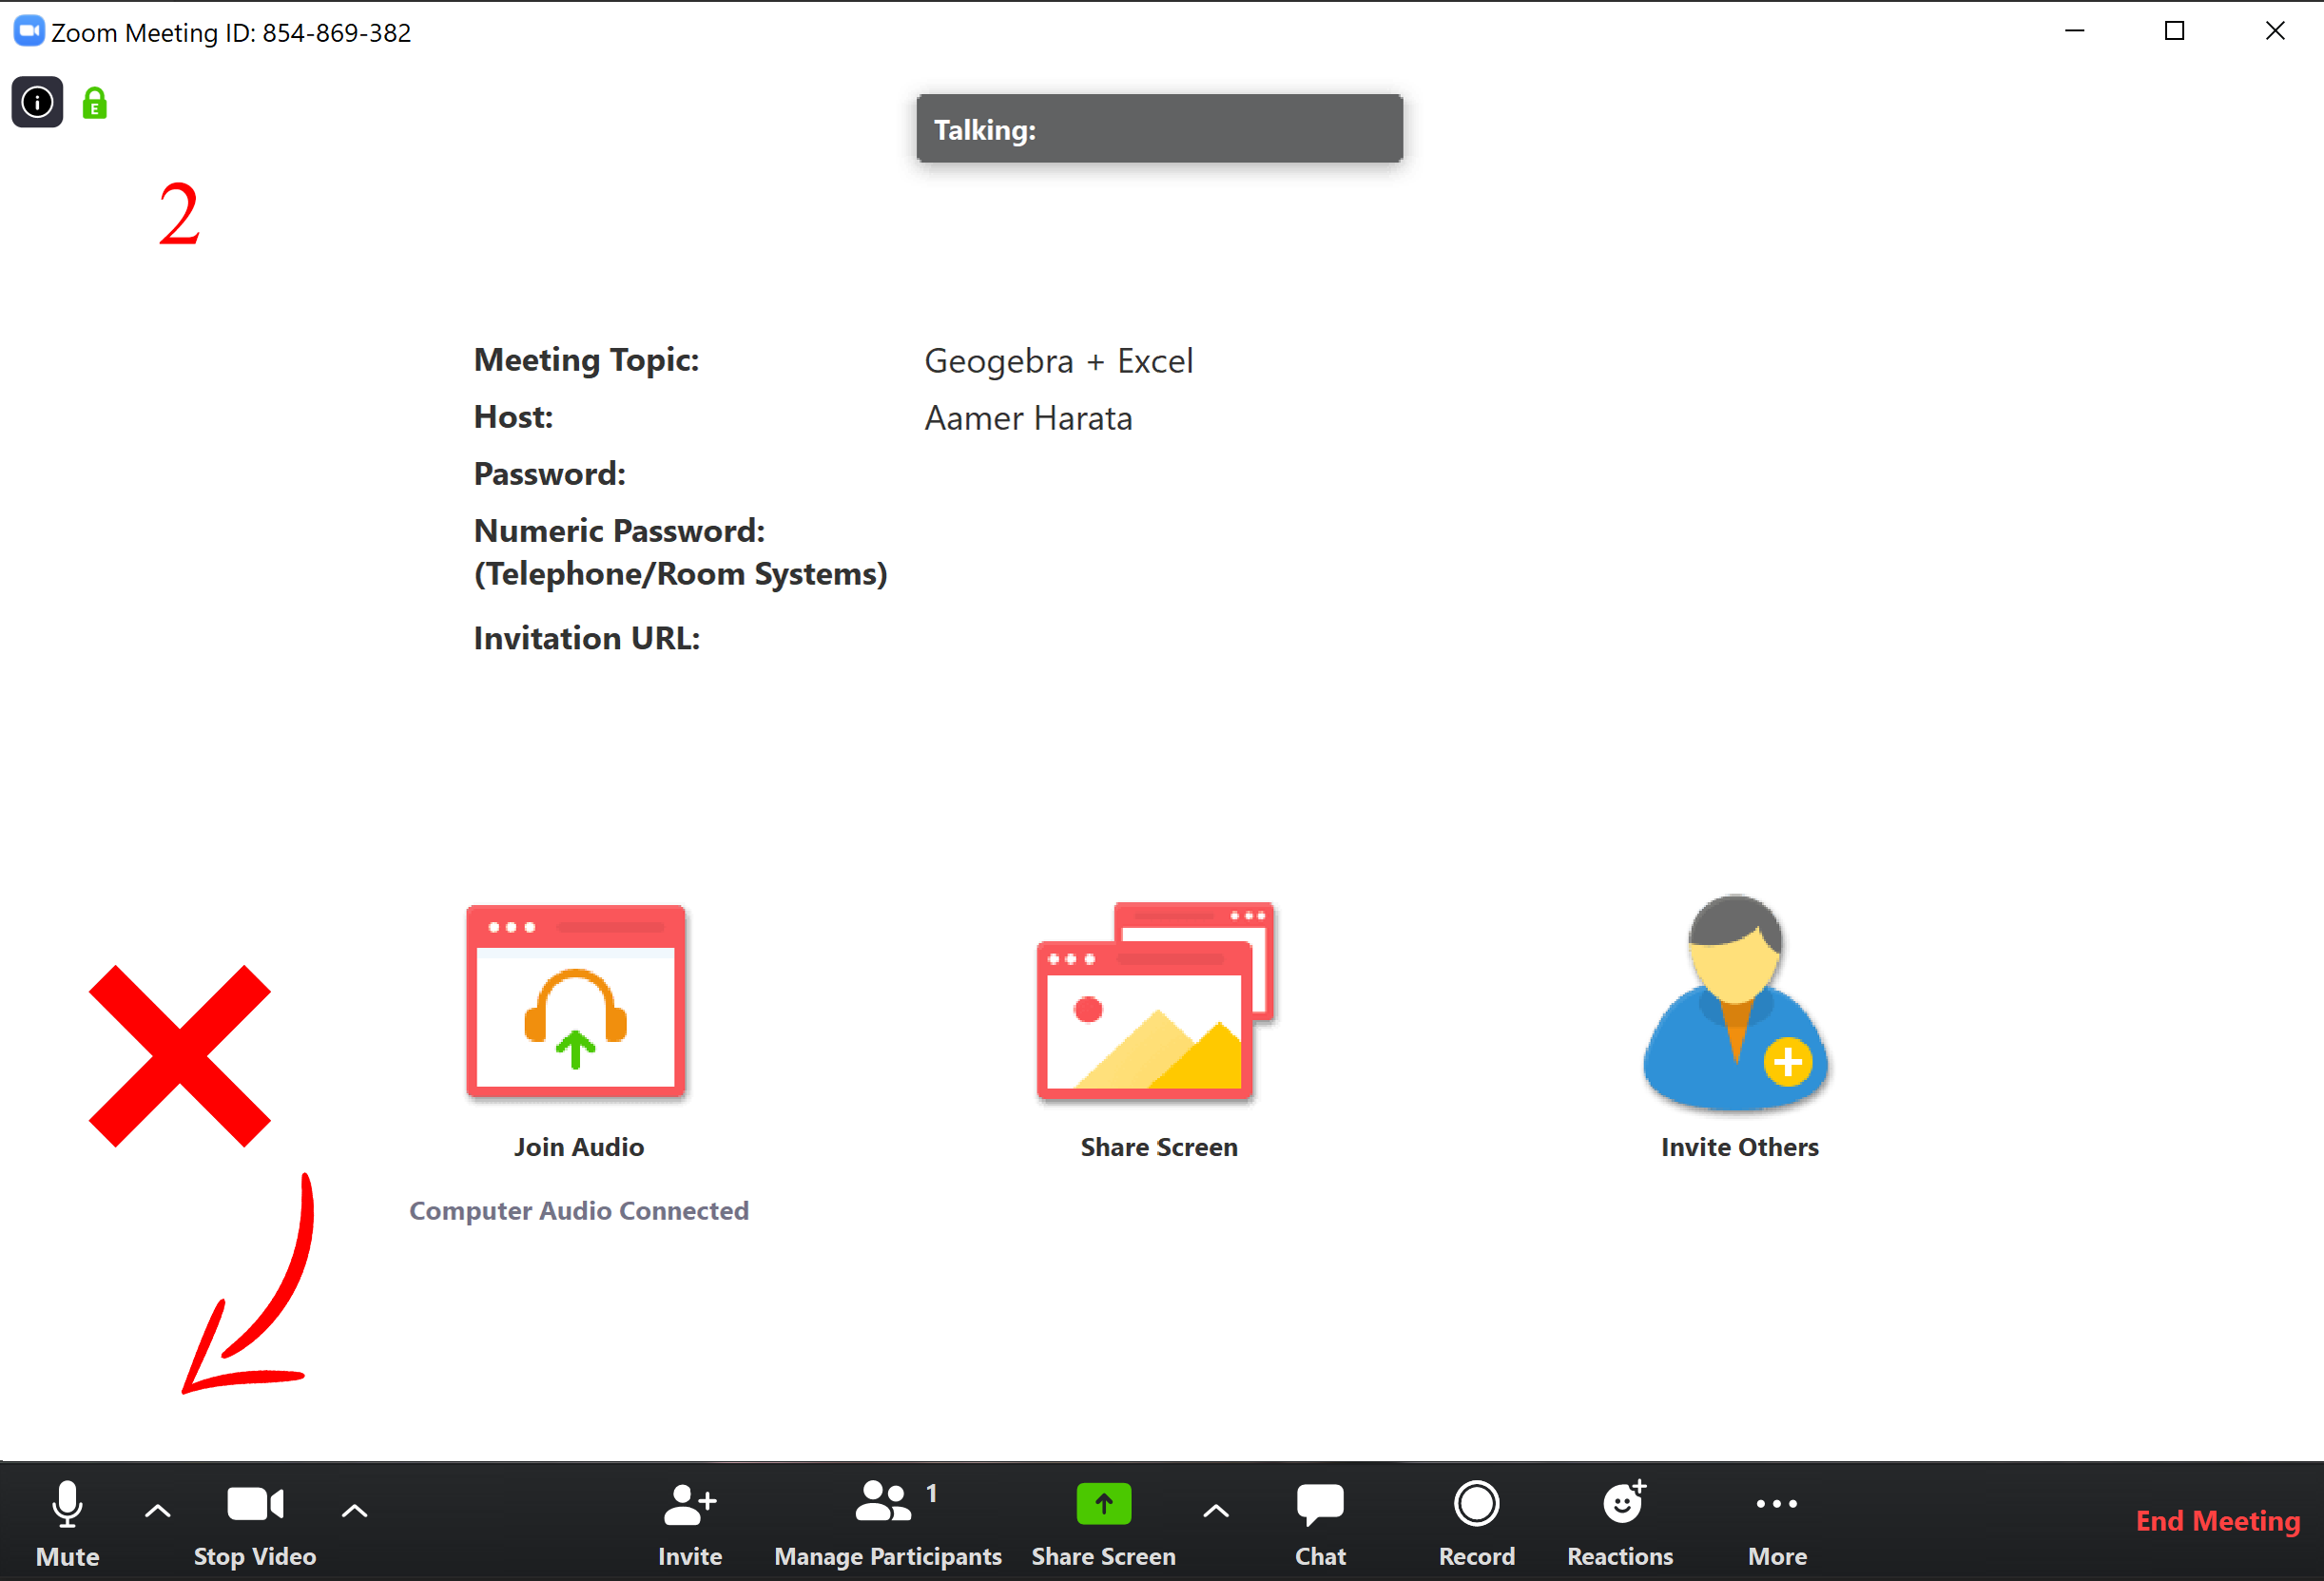 Zoom Meeting ID: 854-869-382
E
Talking:
2
Meeting Topic: Geogebra + Excel
Host: Aamer Harata
Password:
Numeric Password:
(Telephone/Room Systems)
Invitation URL:
Join Audio
Share Screen
Invite Others
Computer Audio Connected
1
Mute
Stop Video
Invite
Manage Participants
Share Screen
Chat
Record
Reactions
More
End Meeting